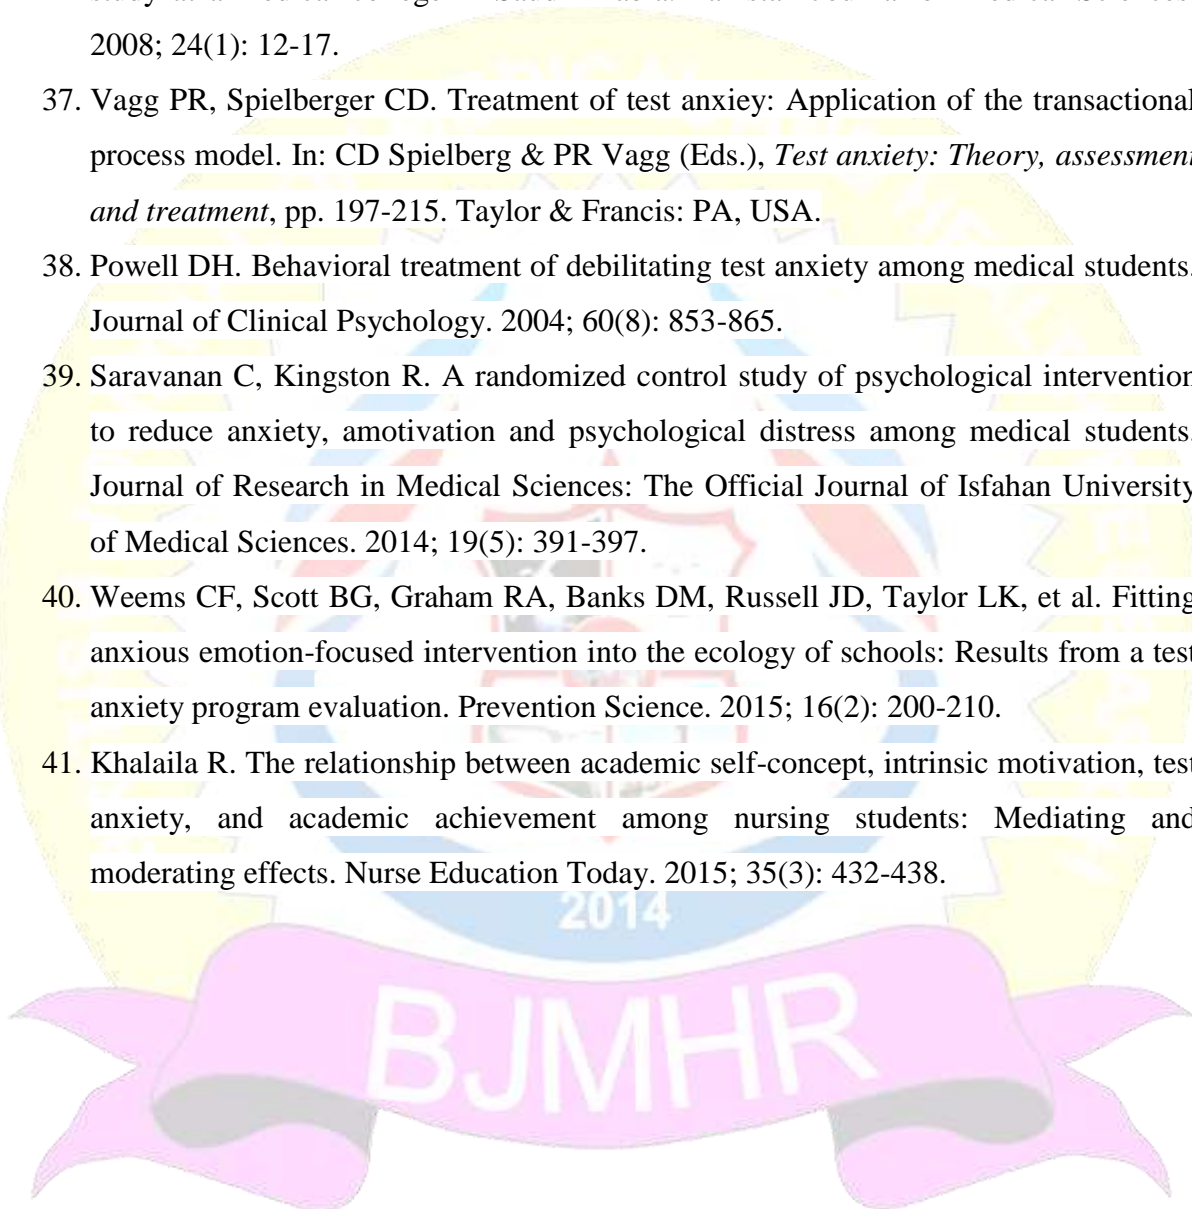 2008; 24(1): 12-17.
37. Vagg PR, Spielberger CD. Treatment of test anxiey: Application of the transactional
process model. In: CD Spielberg & PR Vagg (Eds.), Test anxiety: Theory, assessment
and treatment, pp. 197-215. Taylor & Francis: PA, USA.
38. Powell DH. Behavioral treatment of debilitating test anxiety among medical students.
Journal of Clinical Psychology. 2004; 60(8): 853-865.
39. Saravanan C, Kingston R. A randomized control study of psychological intervention
to reduce anxiety, amotivation and psychological distress among medical students.
Journal of Research in Medical Sciences: The Official Journal of Isfahan University
of Medical Sciences. 2014; 19(5): 391-397.
40. Weems CF, Scott BG, Graham RA, Banks DM, Russell JD, Taylor LK, et al. Fitting
anxious emotion-focused intervention into the ecology of schools: Results from a test
anxiety program evaluation. Prevention Science. 2015; 16(2): 200-210.
41. Khalaila R. The relationship between academic self-concept, intrinsic motivation, test
anxiety, and academic achievement among nursing students: Mediating and
moderating effects. Nurse Education Today. 2015; 35(3): 432-438.
2014
BJMHR